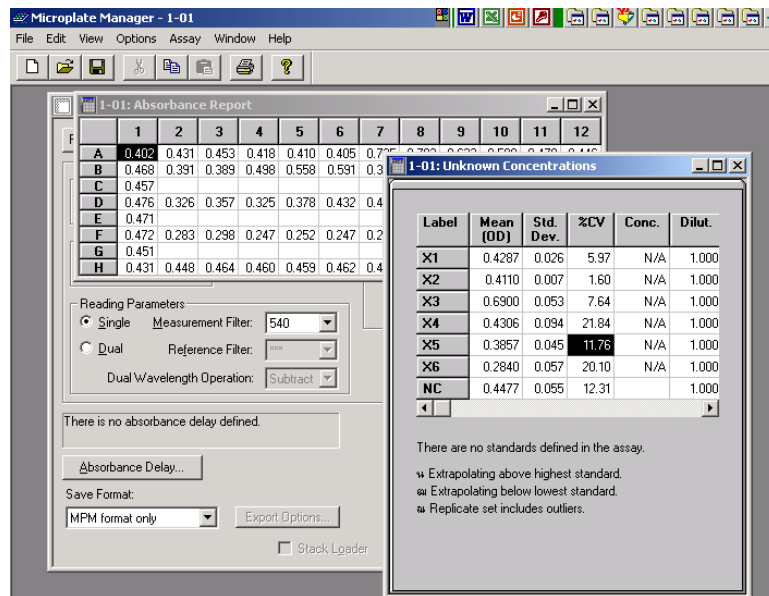 Microplate Manager - 1-01
File Edit View Options Assay Window Help
1-01: Absorbance Report
1 2 3 4 5 6 7 8 9 10 11 12
A 0.402 0.431 0.453 0.418 0.410 0.405
B 0.468 0.391 0.389 0.498 0.558 0.591 0.3
C 0.457
D 0.476 0.326 0.357 0.325 0.378 0.432 0.4
E 0.471
F 0.472 0.283 0.298 0.247 0.252 0.247 0.2
G 0.451
H 0.431 0.448 0.464 0.460 0.459 0.462 0.4
Reading Parameters
Single Measurement Filter: 540
Dual Reference Filter: ***
Dual Wavelength Operation: Subtract
There is no absorbance delay defined.
Absorbance Delay...
Save Format:
MPM format only Export Options...
Stack Loader
1-01: Unknown Concentrations
Label Mean (OD) Std. Dev. %CV Conc. Dilut.
X1 0.4287 0.026 5.97 N/A 1.000
X2 0.4110 0.007 1.60 N/A 1.000
X3 0.6900 0.053 7.64 N/A 1.000
X4 0.4306 0.094 21.84 N/A 1.000
X5 0.3857 0.045 11.76 N/A 1.000
X6 0.2840 0.057 20.10 N/A 1.000
NC 0.4477 0.055 12.31 1.000
There are no standards defined in the assay.
Extrapolating above highest standard.
Extrapolating below lowest standard.
Replicate set includes outliers.